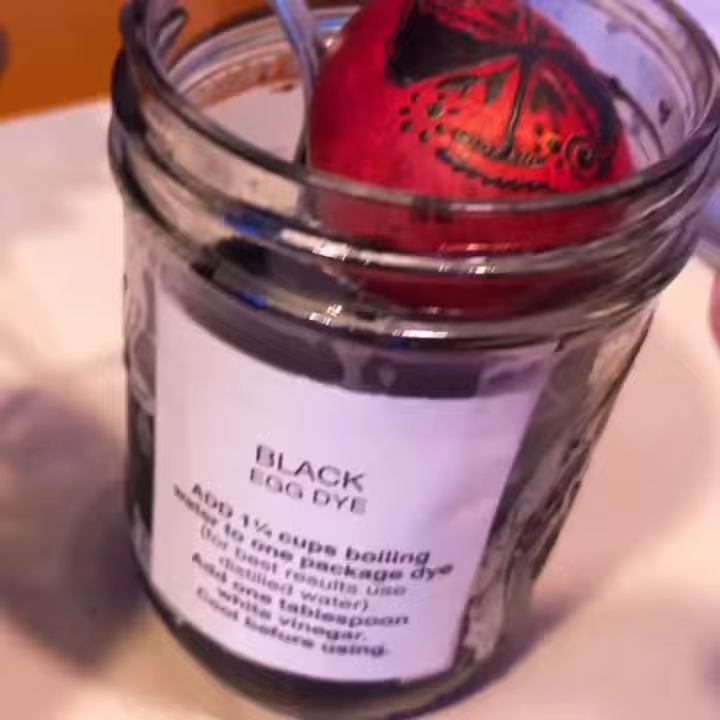 BLACK
EGG DYE
ADD 1¼ cups boiling
water to one package dye
(for best results use
distilled water)
Add one tablespoon
white vinegar.
Cool before using.